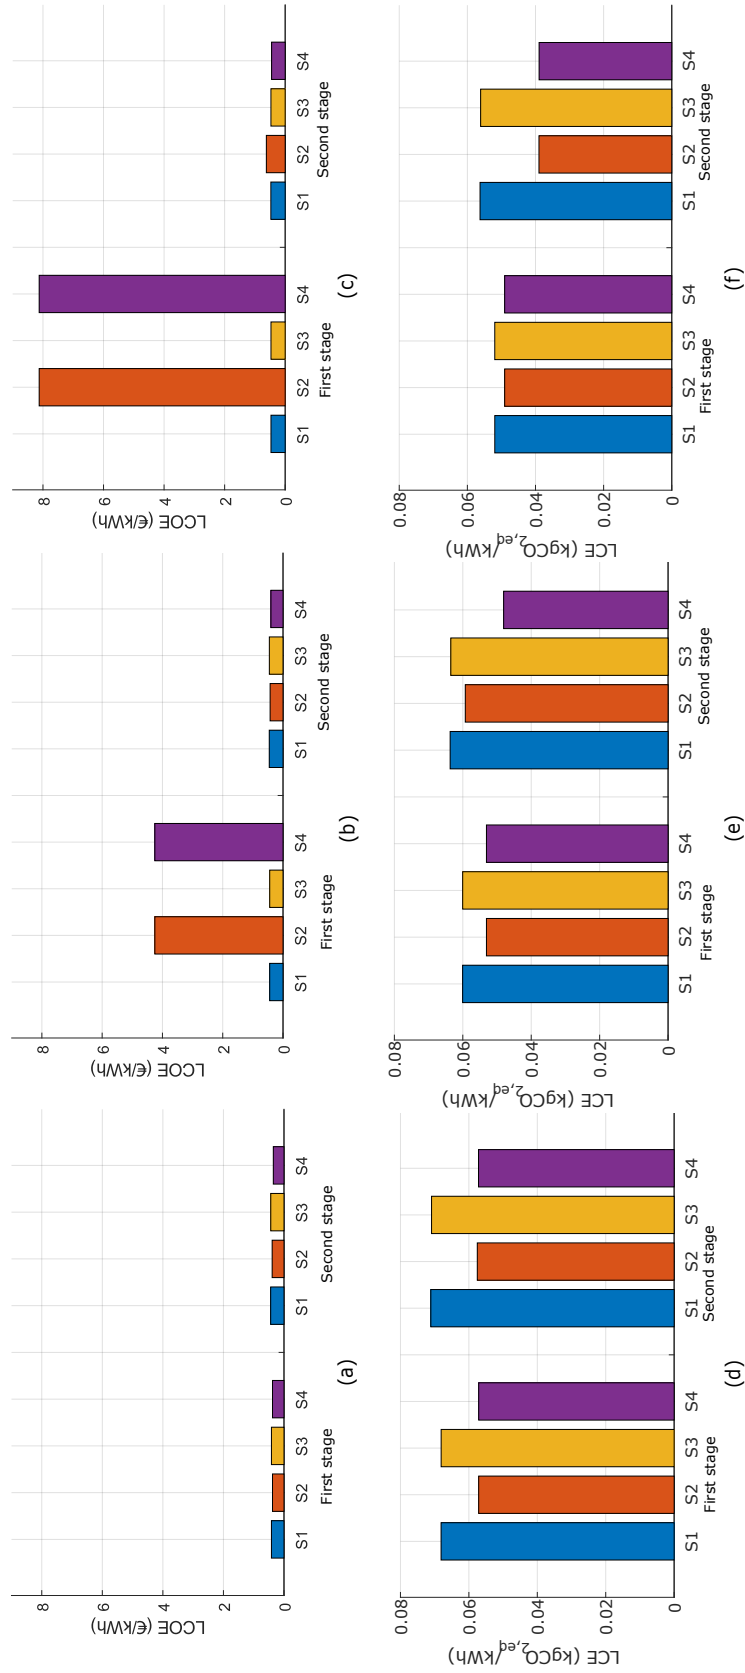 LCOE (€/kWh)
8
6
4
2
0
S1 S2 S3 S4 S1 S2 S3 S4
First stage Second stage
(a)
LCOE (€/kWh)
8
6
4
2
0
S1 S2 S3 S4 S1 S2 S3 S4
First stage Second stage
(b)
LCOE (€/kWh)
8
6
4
2
0
S1 S2 S3 S4 S1 S2 S3 S4
First stage Second stage
(c)
LCE (kgCO2,eq/kWh)
0.08
0.06
0.04
0.02
0
S1 S2 S3 S4 S1 S2 S3 S4
First stage Second stage
(d)
LCE (kgCO2,eq/kWh)
0.08
0.06
0.04
0.02
0
S1 S2 S3 S4 S1 S2 S3 S4
First stage Second stage
(e)
LCE (kgCO2,eq/kWh)
0.08
0.06
0.04
0.02
0
S1 S2 S3 S4 S1 S2 S3 S4
First stage Second stage
(f)